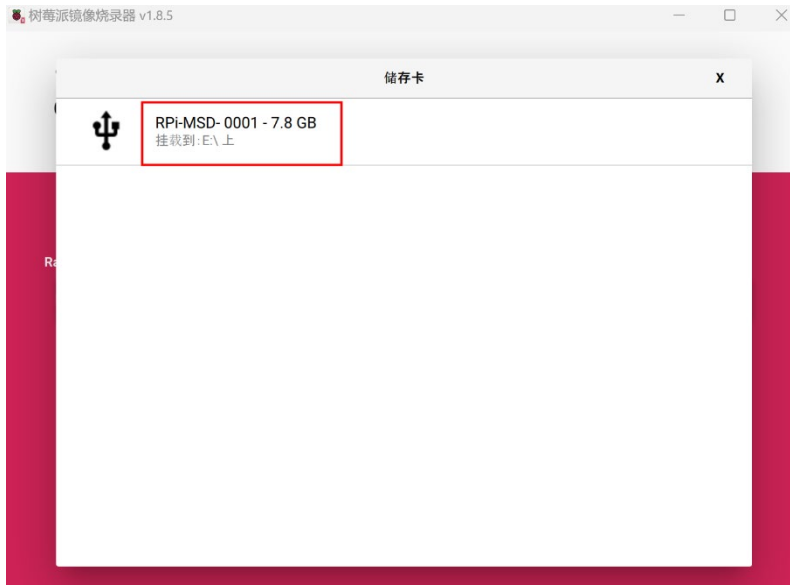 树莓派镜像烧录器 v1.8.5
储存卡
X
RPi-MSD- 0001 - 7.8 GB
挂载到:E:\ 上
Ra